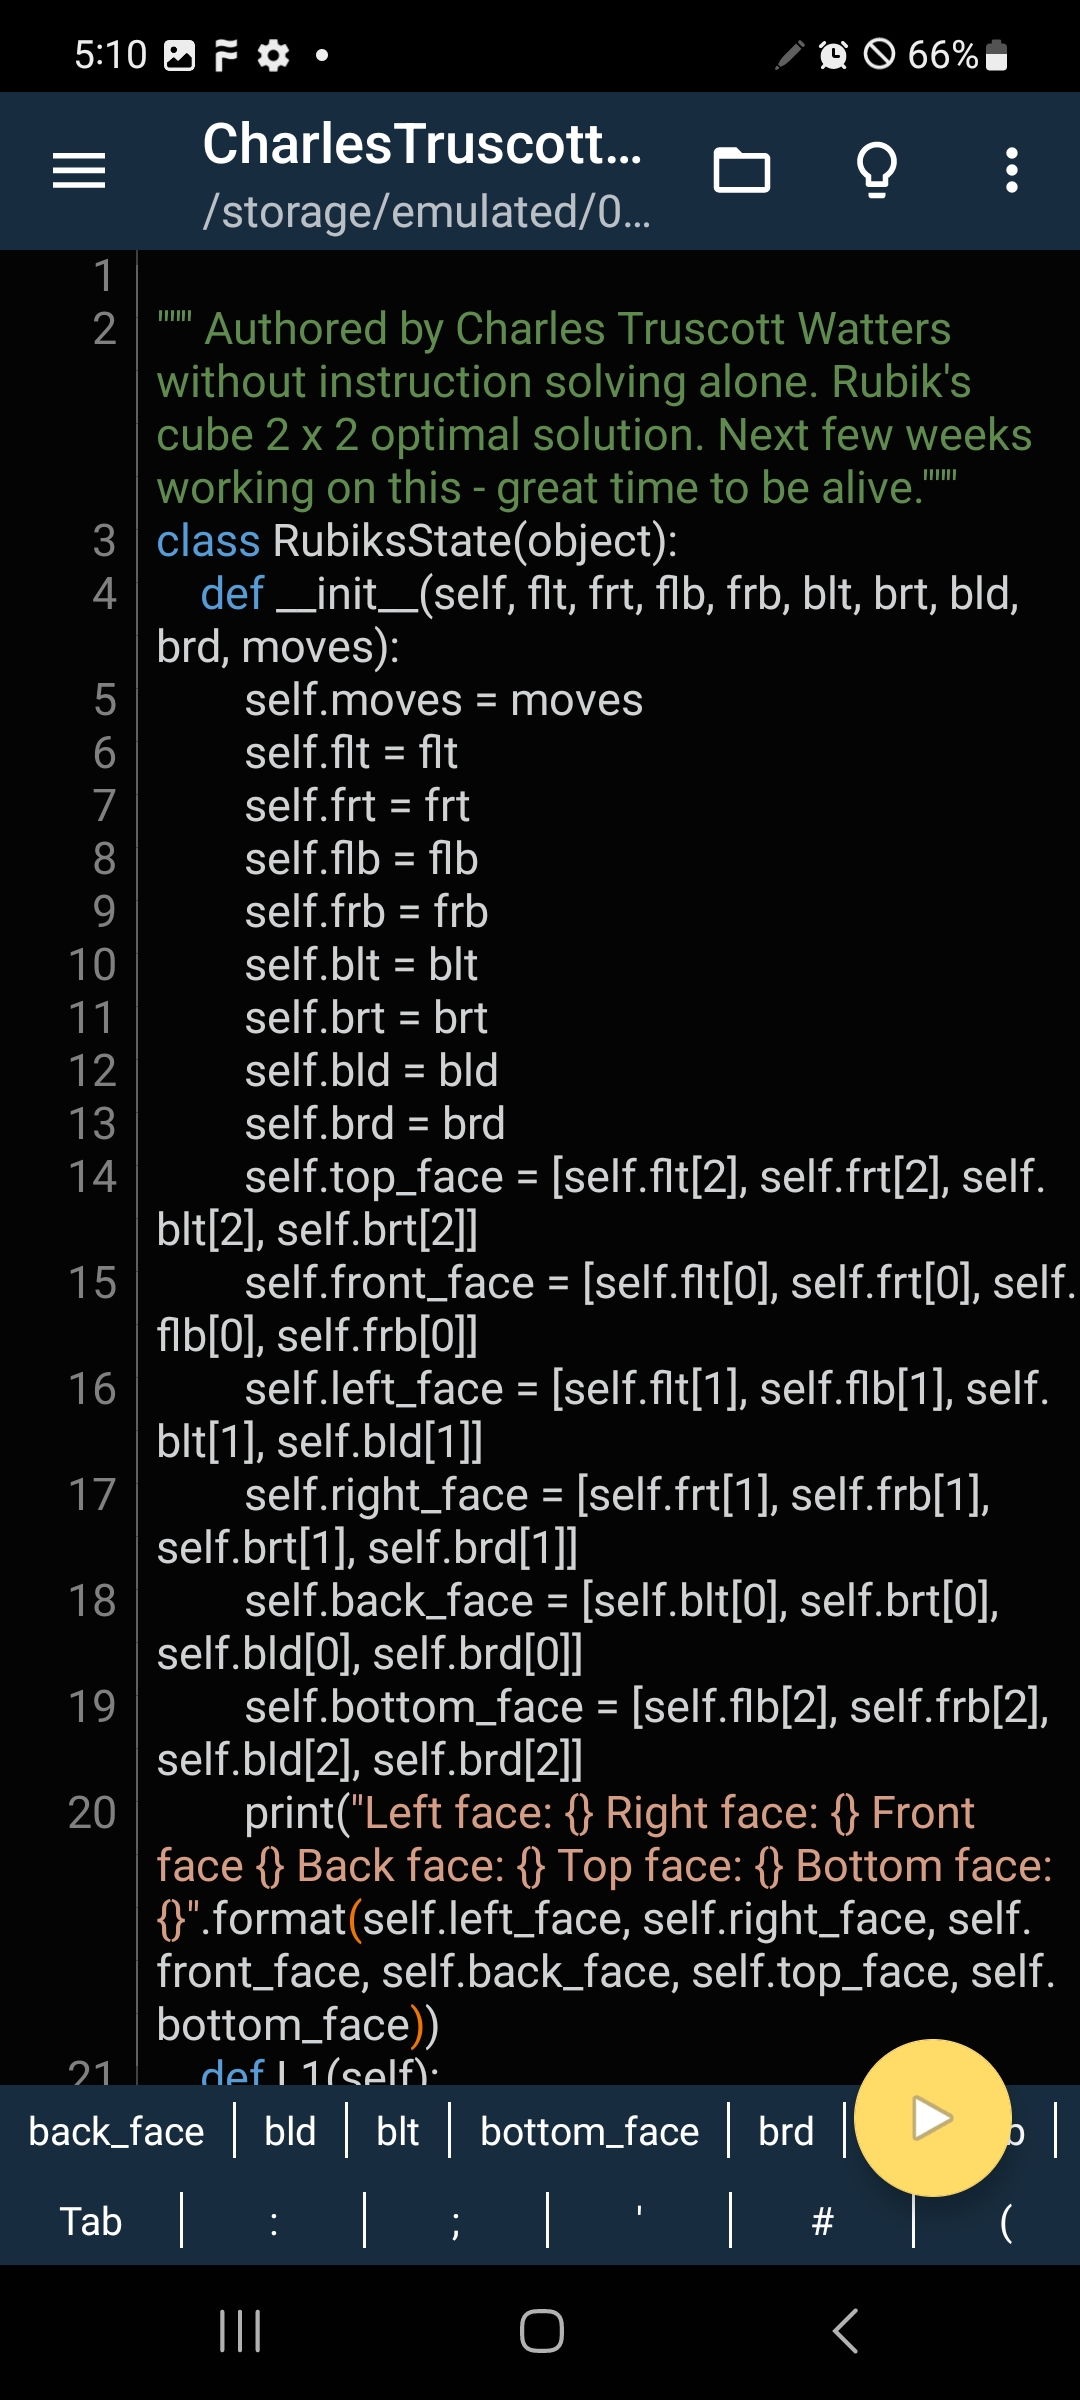 5:10 66%
CharlesTruscott...
/storage/emulated/0...
1
2 """ Authored by Charles Truscott Watters
without instruction solving alone. Rubik's
cube 2 x 2 optimal solution. Next few weeks
working on this - great time to be alive."""
3 class RubiksState(object):
4 def __init__(self, flt, frt, flb, frb, blt, brt, bld,
brd, moves):
5 self.moves = moves
6 self.flt = flt
7 self.frt = frt
8 self.flb = flb
9 self.frb = frb
10 self.blt = blt
11 self.brt = brt
12 self.bld = bld
13 self.brd = brd
14 self.top_face = [self.flt[2], self.frt[2], self.
blt[2], self.brt[2]]
15 self.front_face = [self.flt[0], self.frt[0], self.
flb[0], self.frb[0]]
16 self.left_face = [self.flt[1], self.flb[1], self.
blt[1], self.bld[1]]
17 self.right_face = [self.frt[1], self.frb[1],
self.brt[1], self.brd[1]]
18 self.back_face = [self.blt[0], self.brt[0],
self.bld[0], self.brd[0]]
19 self.bottom_face = [self.flb[2], self.frb[2],
self.bld[2], self.brd[2]]
20 print("Left face: {} Right face: {} Front
face {} Back face: {} Top face: {} Bottom face:
{}".format(self.left_face, self.right_face, self.
front_face, self.back_face, self.top_face, self.
bottom_face))
21 def L1(self):
back_face | bld | blt | bottom_face | brd |
Tab | : | ; | ' | # | (